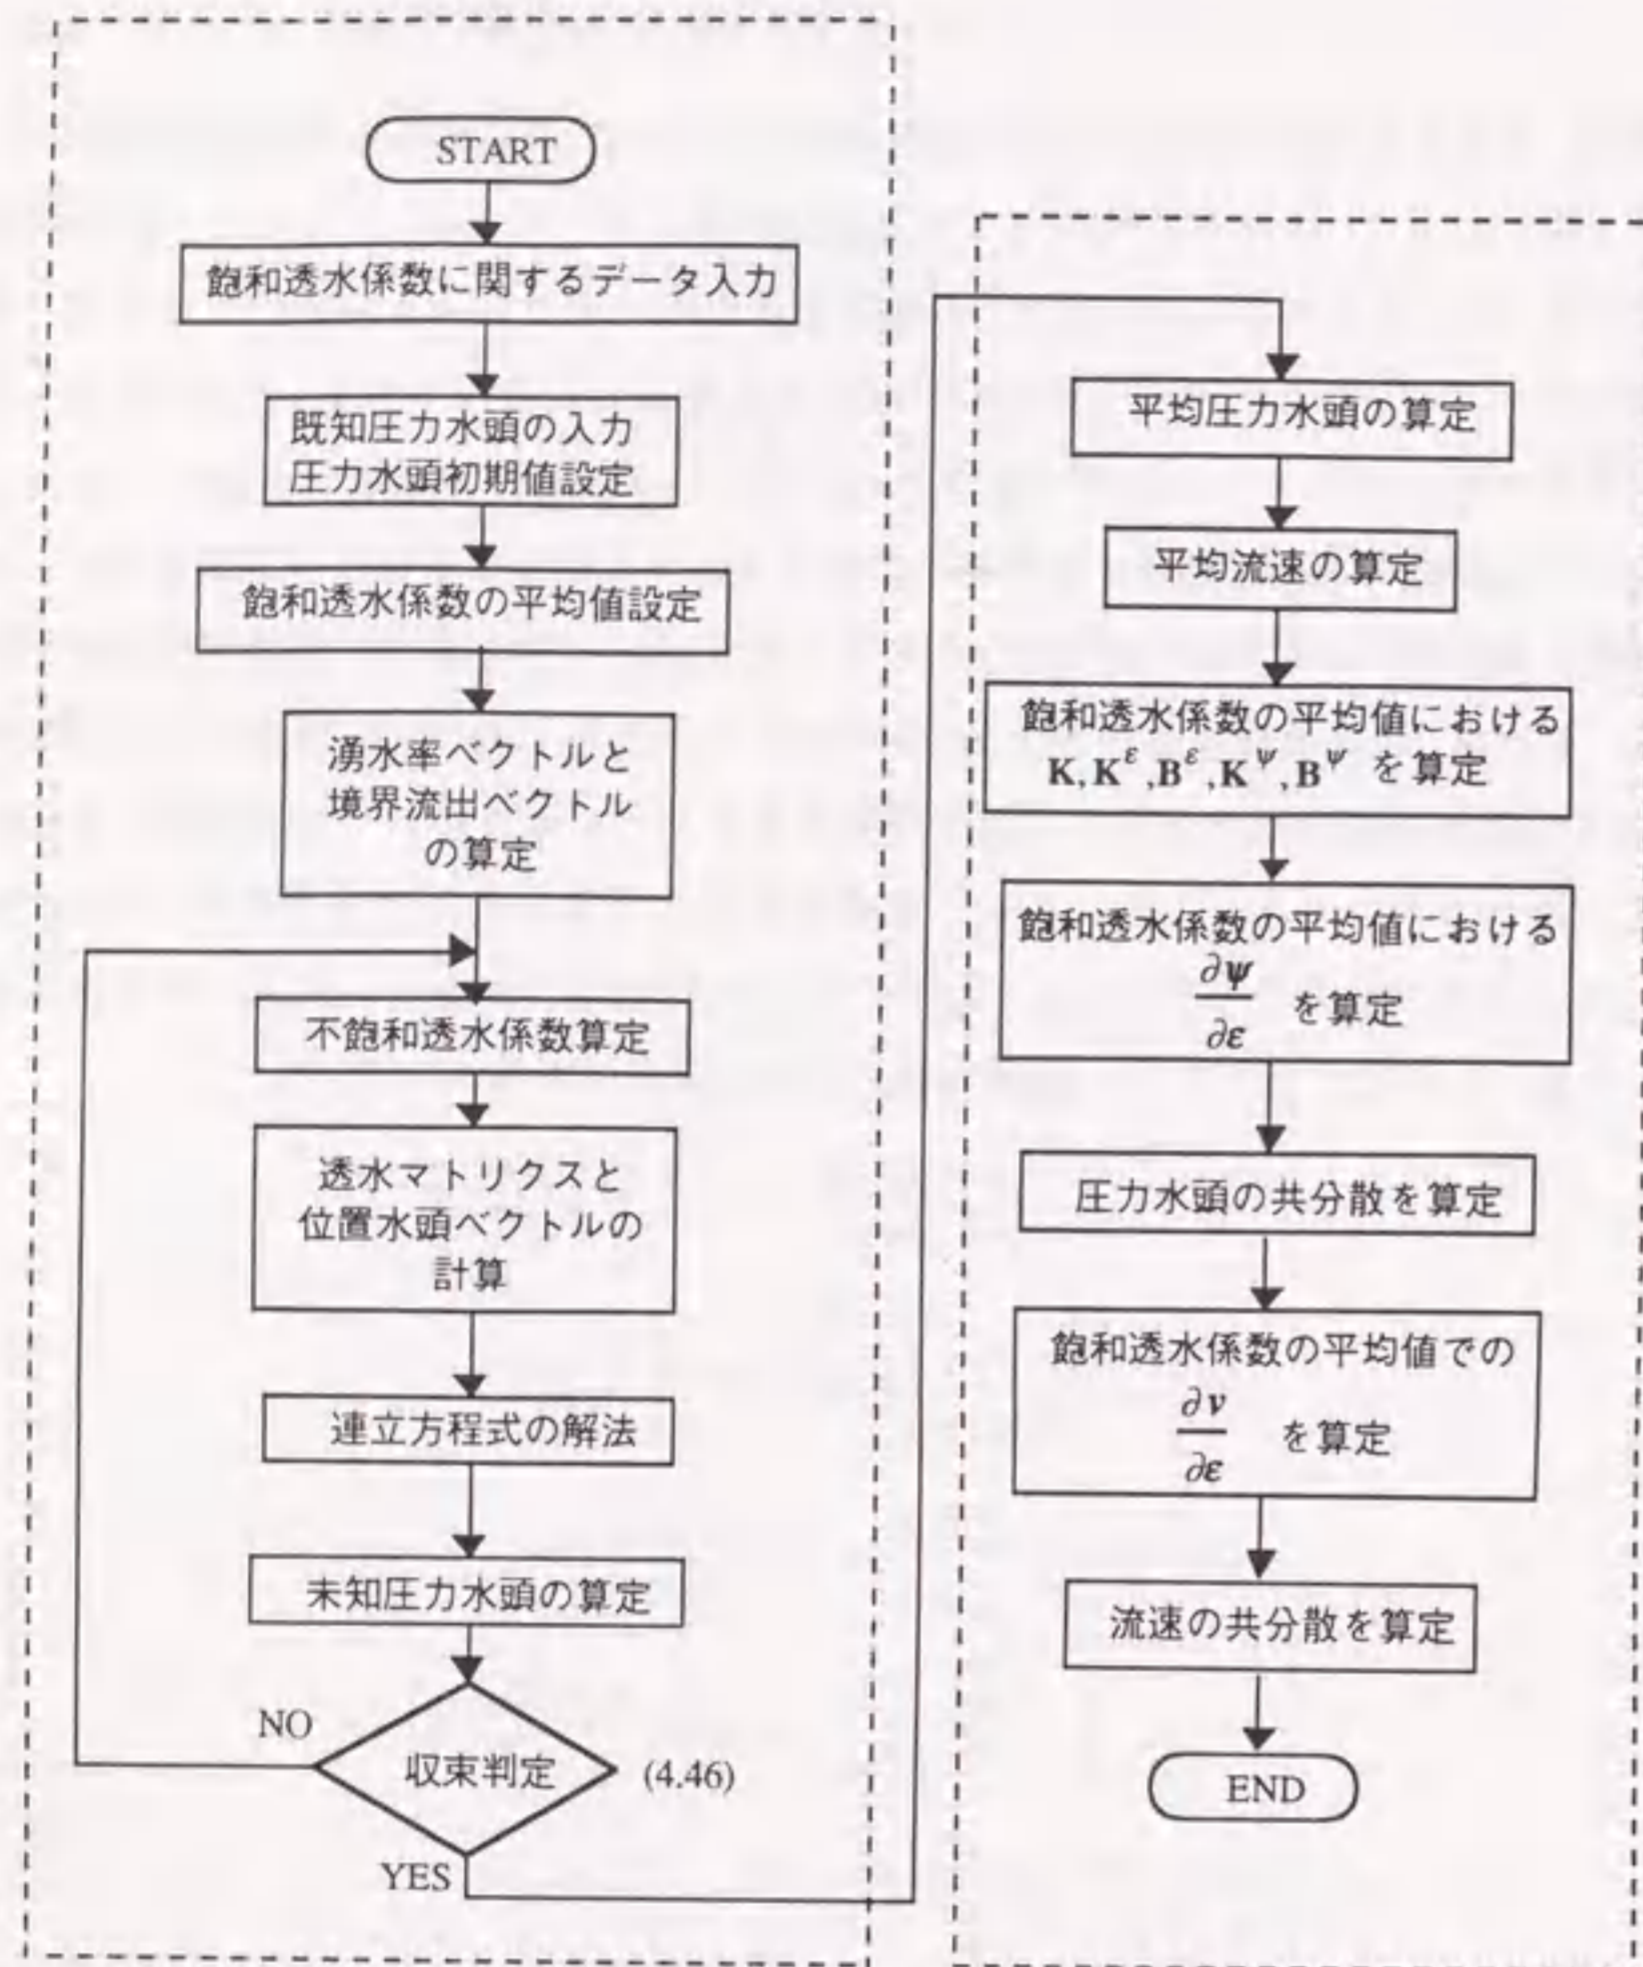 START
飽和透水係数に関するデータ入力
既知圧力水頭の入力
圧力水頭初期値設定
飽和透水係数の平均値設定
湧水率ベクトルと
境界流出ベクトル
の算定
不飽和透水係数算定
透水マトリクスと
位置水頭ベクトルの
計算
連立方程式の解法
未知圧力水頭の算定
NO
収束判定 (4.46)
YES
平均圧力水頭の算定
平均流速の算定
飽和透水係数の平均値における
K, K^ε, B^ε, K^ψ, B^ψ を算定
飽和透水係数の平均値における
∂ψ
を算定
∂ε
圧力水頭の共分散を算定
飽和透水係数の平均値での
∂v
を算定
∂ε
流速の共分散を算定
END